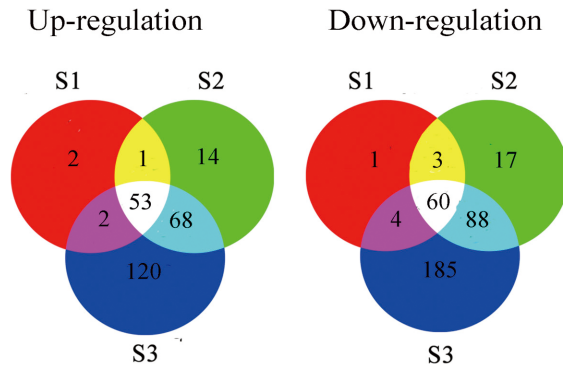 Up-regulation
S1 S2
2 1 14
53
2 68
120
S3
Down-regulation
S1 S2
1 3 17
60
4 88
185
S3